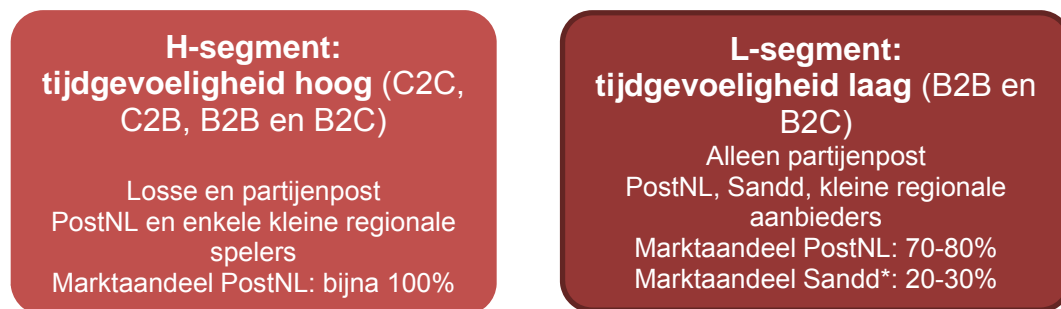 H-segment:
tijdgevoeligheid hoog (C2C,
C2B, B2B en B2C)
Losse en partijenpost
PostNL en enkele kleine regionale
spelers
Marktaandeel PostNL: bijna 100%
L-segment:
tijdgevoeligheid laag (B2B en
B2C)
Alleen partijenpost
PostNL, Sandd, kleine regionale
aanbieders
Marktaandeel PostNL: 70-80%
Marktaandeel Sandd*: 20-30%